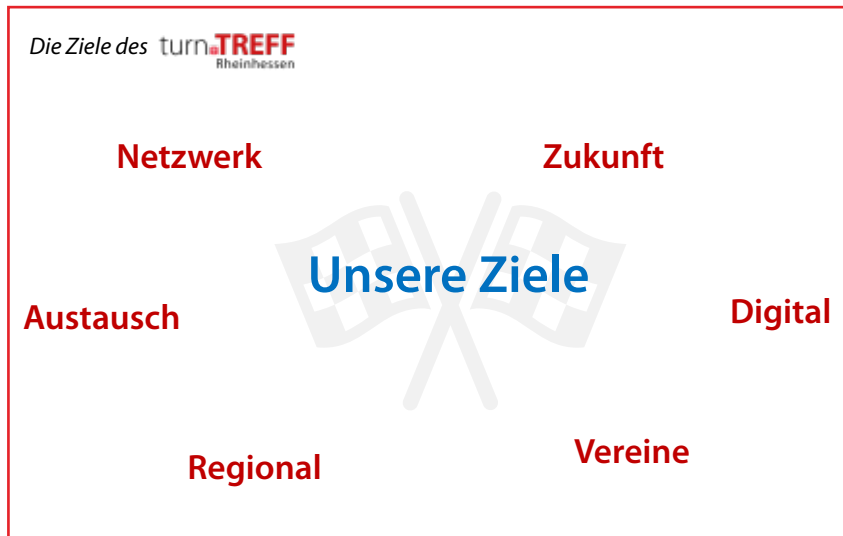 Die Ziele des turn.TREFF
Rheinhessen
Netzwerk
Zukunft
Unsere Ziele
Austausch
Digital
Regional
Vereine